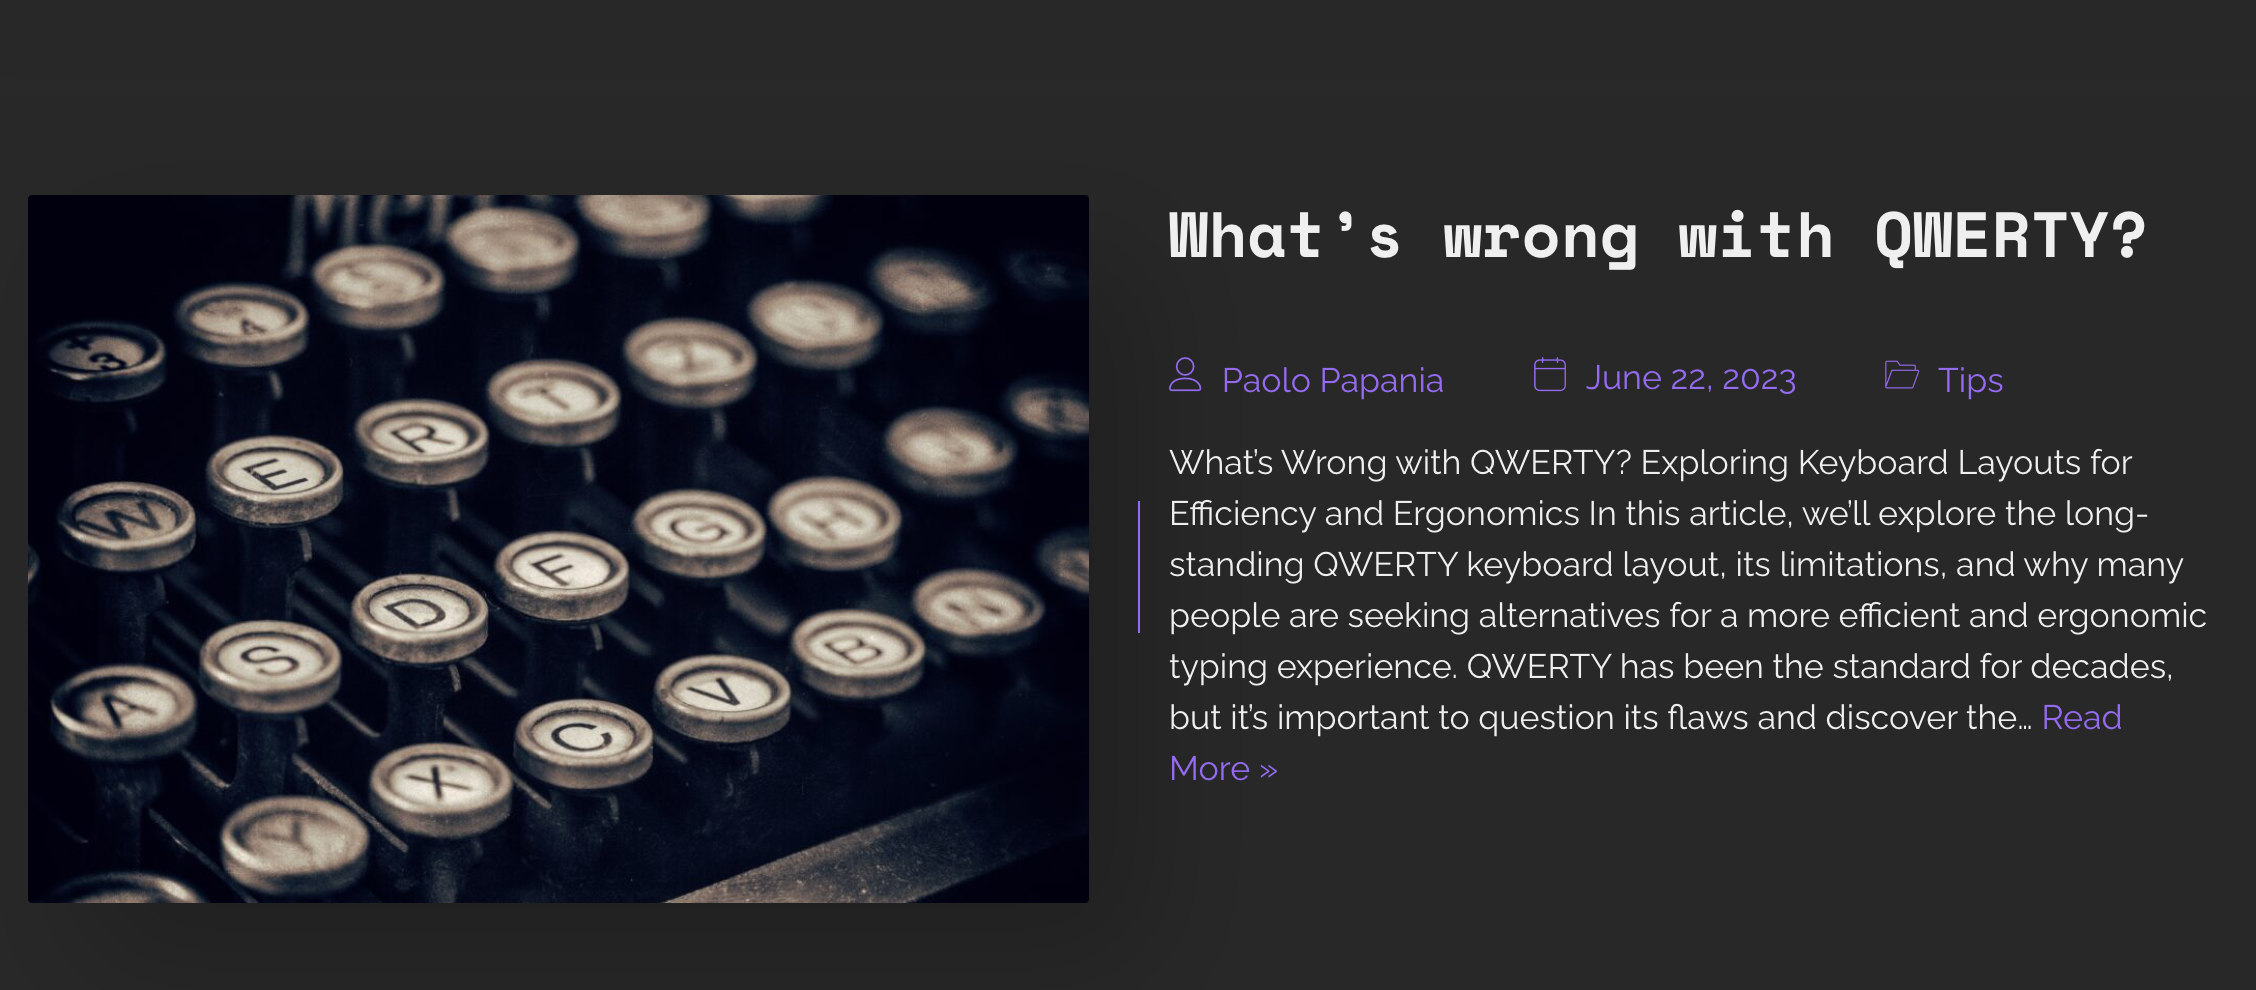 What's wrong with QWERTY?
Paolo Papania
June 22, 2023
Tips
What's Wrong with QWERTY? Exploring Keyboard Layouts for
Efficiency and Ergonomics In this article, we'll explore the long-
standing QWERTY keyboard layout, its limitations, and why many
people are seeking alternatives for a more efficient and ergonomic
typing experience. QWERTY has been the standard for decades,
but it's important to question its flaws and discover the… Read
More »
4
3
W E R T
A S D F G H
Y X C V B N